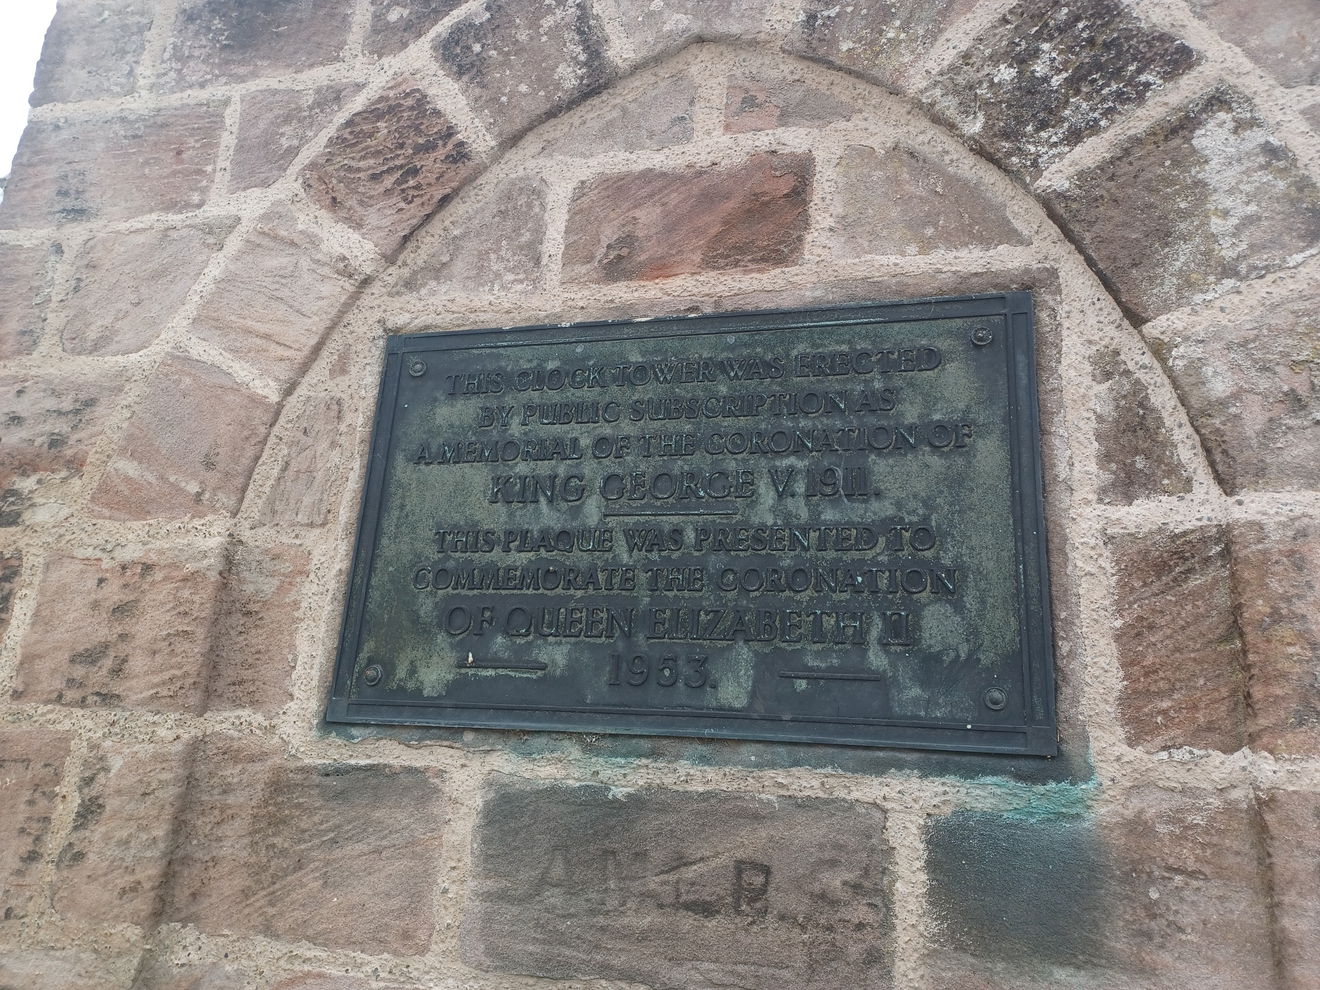 THIS CLOCK TOWER WAS ERECTED
BY PUBLIC SUBSCRIPTION AS
A MEMORIAL OF THE CORONATION OF
KING GEORGE V. 1911.
THIS PLAQUE WAS PRESENTED TO
COMMEMORATE THE CORONATION
OF QUEEN ELIZABETH II
1953.